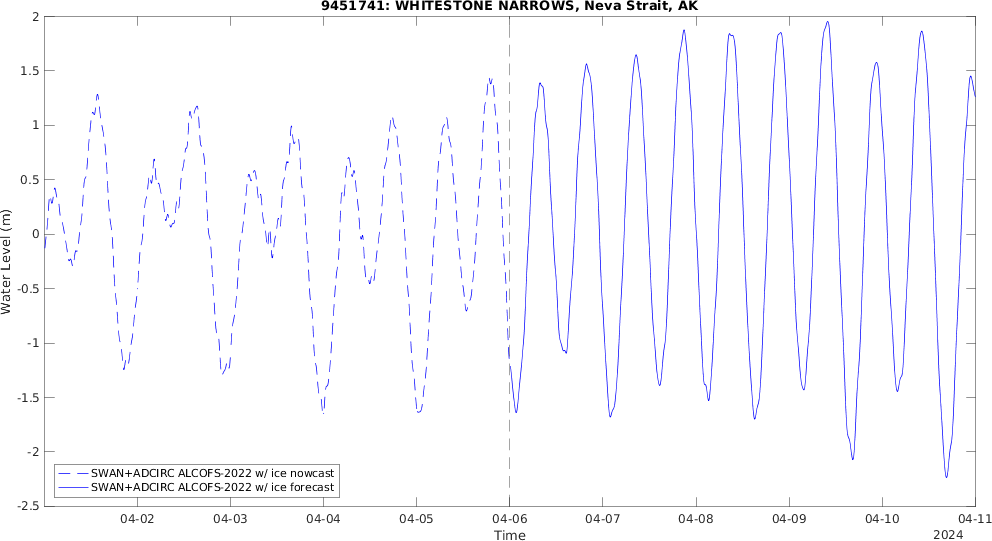 9451741: WHITESTONE NARROWS, Neva Strait, AK
Water Level (m)
2
1.5
1
0.5
0
-0.5
-1
-1.5
-2
-2.5
SWAN+ADCIRC ALCOFS-2022 w/ ice nowcast
SWAN+ADCIRC ALCOFS-2022 w/ ice forecast
04-02 04-03 04-04 04-05 04-06 04-07 04-08 04-09 04-10 04-11
Time
2024